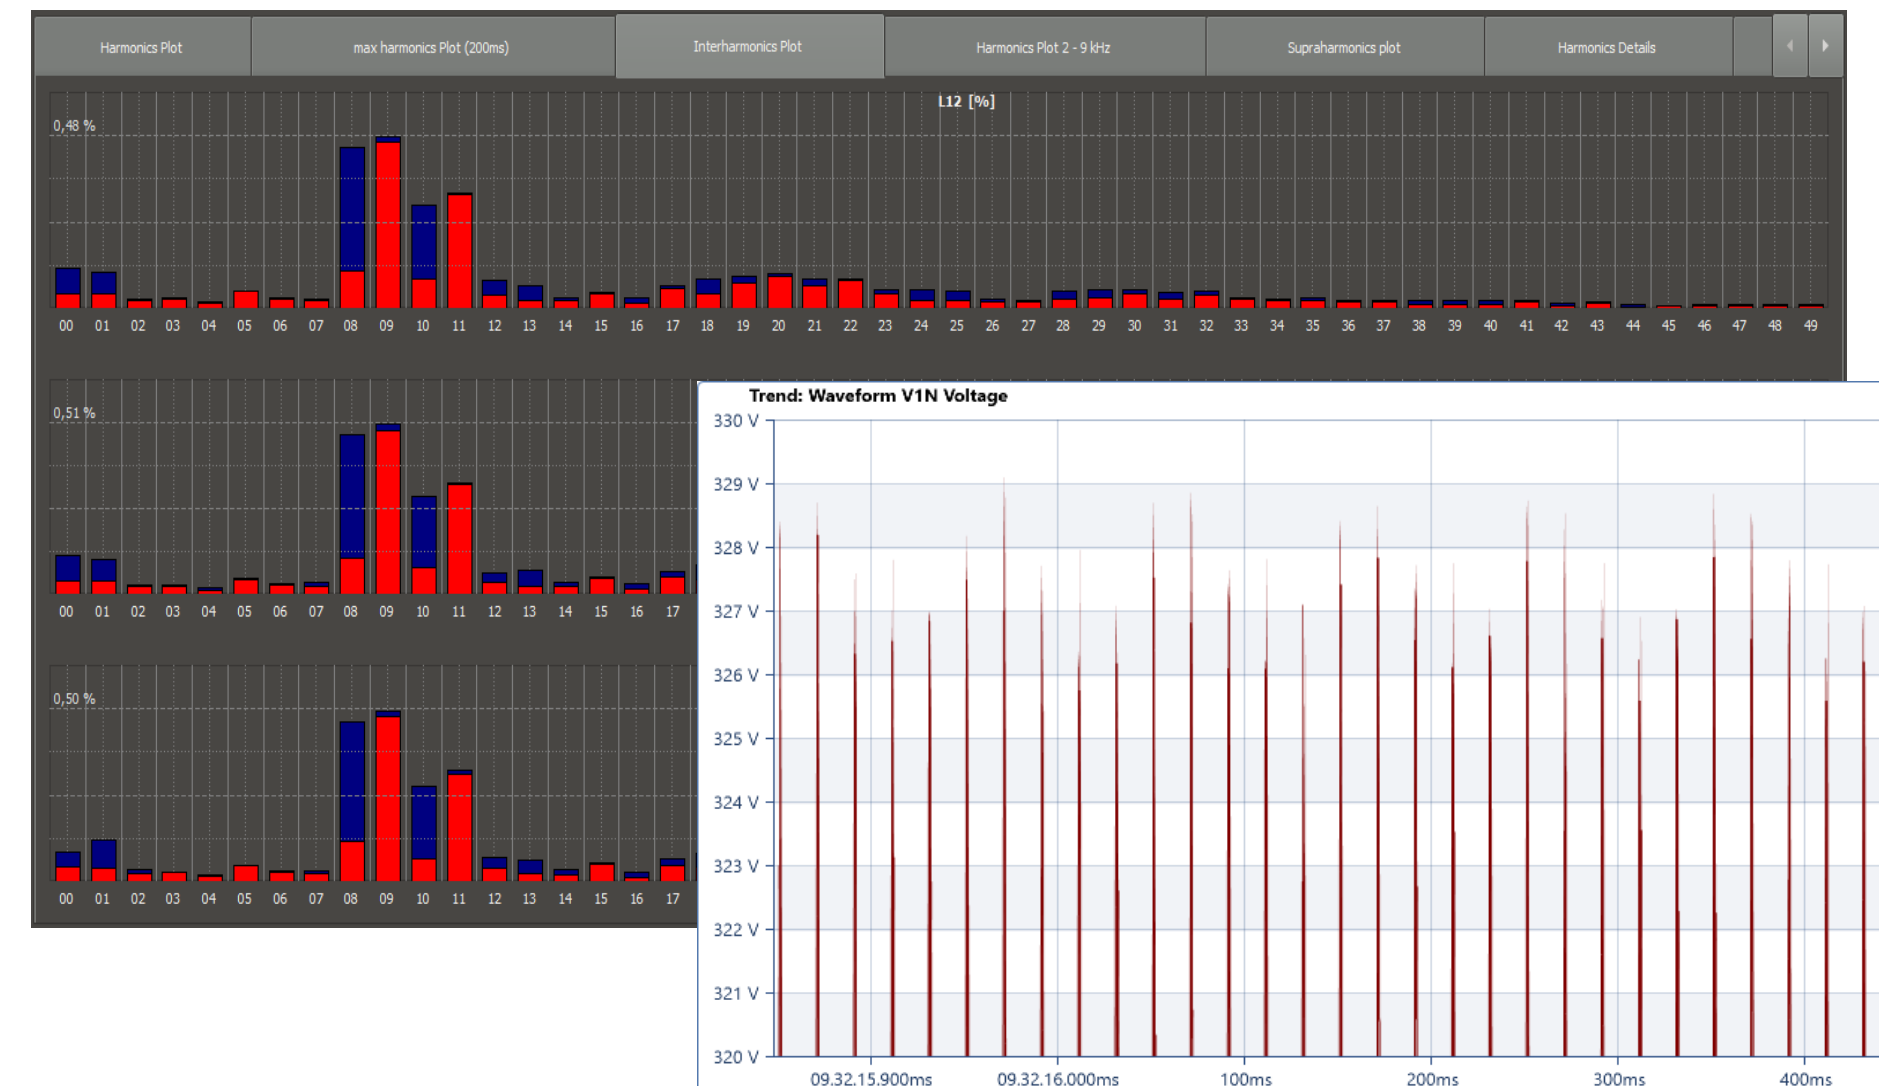 Harmonics Plot max harmonics Plot (200ms) Interharmonics Plot Harmonics Plot 2 - 9 kHz Supraharmonics plot Harmonics Details
L12 [%]
0,48 %
00 01 02 03 04 05 06 07 08 09 10 11 12 13 14 15 16 17 18 19 20 21 22 23 24 25 26 27 28 29 30 31 32 33 34 35 36 37 38 39 40 41 42 43 44 45 46 47 48 49
0,51 %
00 01 02 03 04 05 06 07 08 09 10 11 12 13 14 15 16 17
0,50 %
00 01 02 03 04 05 06 07 08 09 10 11 12 13 14 15 16 17
Trend: Waveform V1N Voltage
330 V
329 V
328 V
327 V
326 V
325 V
324 V
323 V
322 V
321 V
320 V
09.32.15.900ms 09.32.16.000ms 100ms 200ms 300ms 400ms